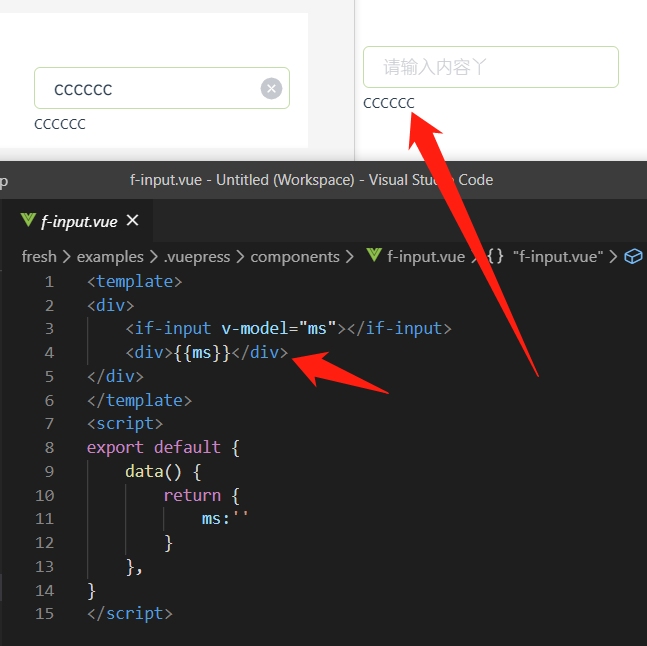 cccccc
cccccc
请输入内容丫
cccccc
p
f-input.vue - Untitled (Workspace) - Visual Studio Code
f-input.vue
fresh > examples > .vuepress > components > f-input.vue > {} "f-input.vue" >
1 <template>
2 <div>
3 <if-input v-model="ms"></if-input>
4 <div>{{ms}}</div>
5 </div>
6 </template>
7 <script>
8 export default {
9 data() {
10 return {
11 ms:''
12 }
13 },
14 }
15 </script>